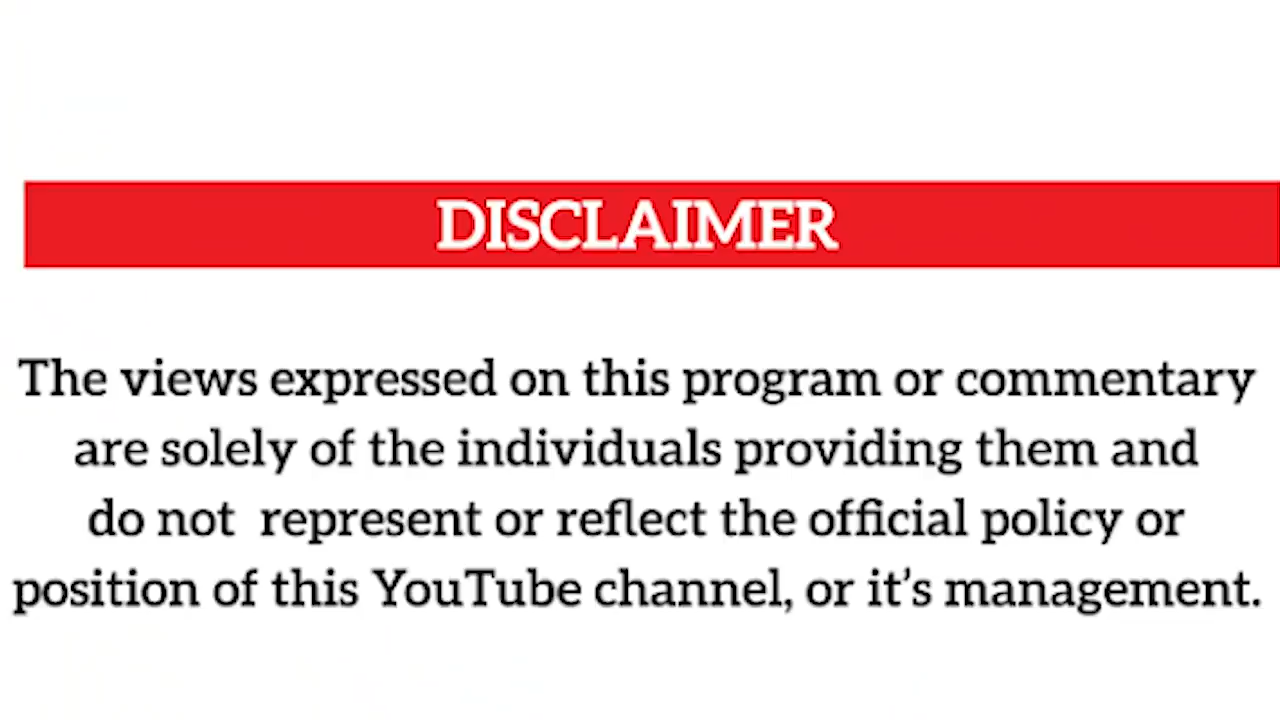 DISCLAIMER
The views expressed on this program or commentary
are solely of the individuals providing them and
do not  represent or reflect the official policy or
position of this YouTube channel, or it’s management.